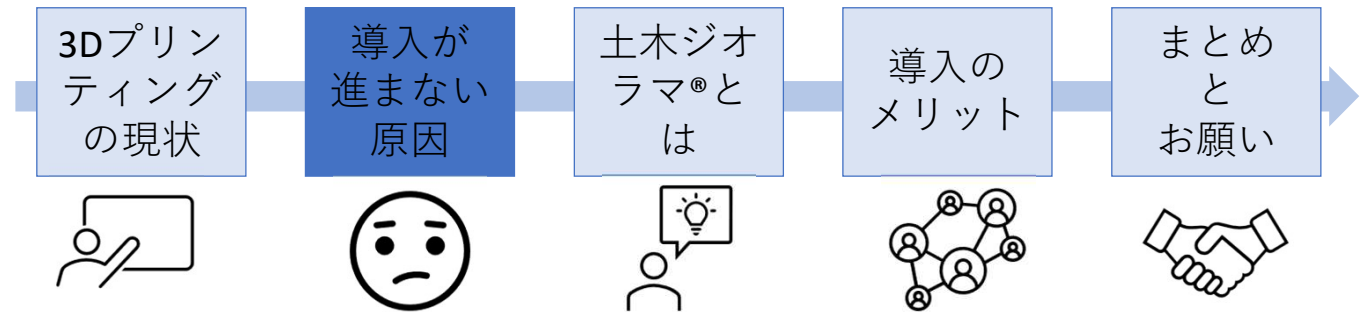 3Dプリン
ティング
の現状
導入が
進まない
原因
土木ジオ
ラマ®と
は
導入の
メリット
まとめ
と
お願い